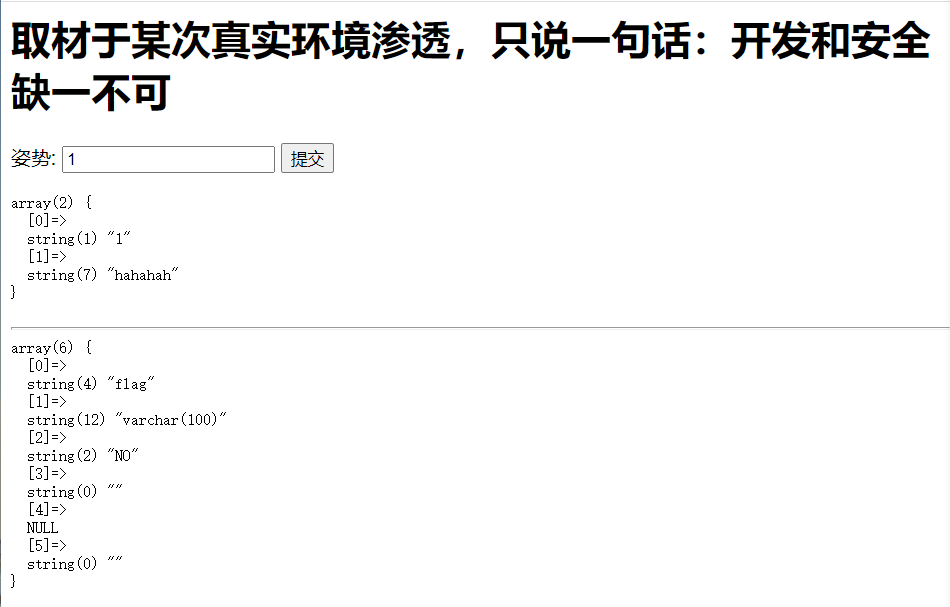 取材于某次真实环境渗透，只说一句话：开发和安全
缺一不可
姿势: 1 提交
array(2) {
  [0]=>
  string(1) "1"
  [1]=>
  string(7) "hahahah"
}
array(6) {
  [0]=>
  string(4) "flag"
  [1]=>
  string(12) "varchar(100)"
  [2]=>
  string(2) "NO"
  [3]=>
  string(0) ""
  [4]=>
  NULL
  [5]=>
  string(0) ""
}